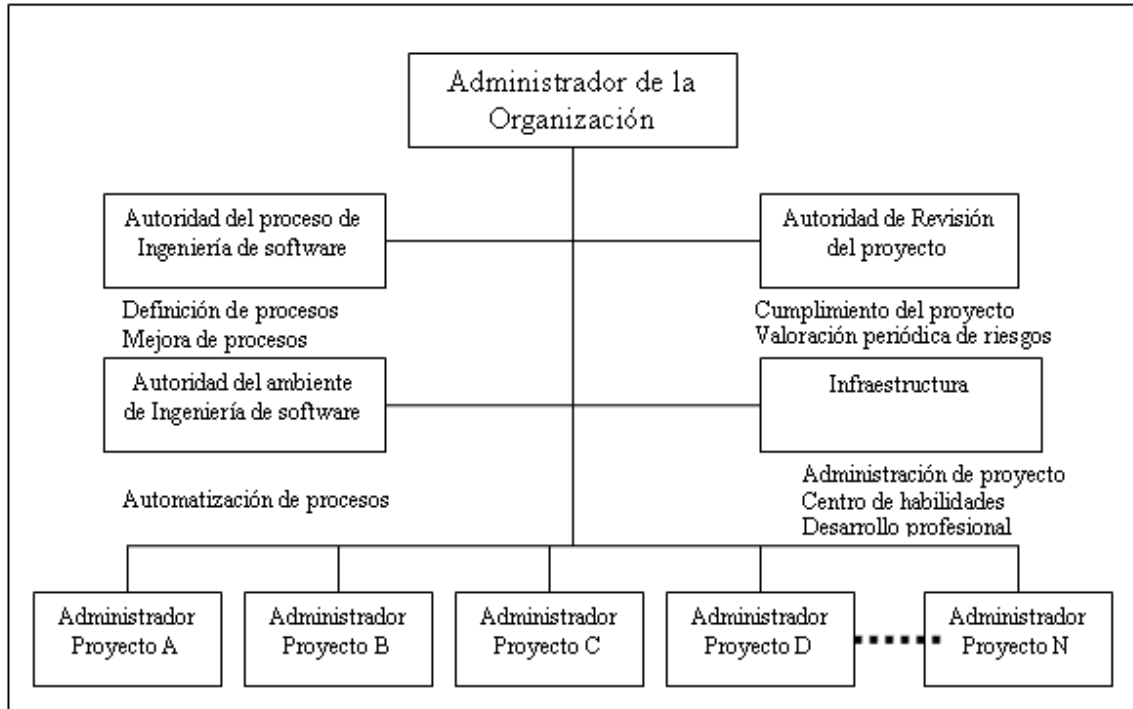 Administrador de la
Organización
Autoridad del proceso de
Ingeniería de software
Autoridad de Revisión
del proyecto
Definición de procesos
Mejora de procesos
Cumplimiento del proyecto
Valoración periódica de riesgos
Autoridad del ambiente
de Ingeniería de software
Infraestructura
Automatización de procesos
Administración de proyecto
Centro de habilidades
Desarrollo profesional
Administrador
Proyecto A
Administrador
Proyecto B
Administrador
Proyecto C
Administrador
Proyecto D
Administrador
Proyecto N